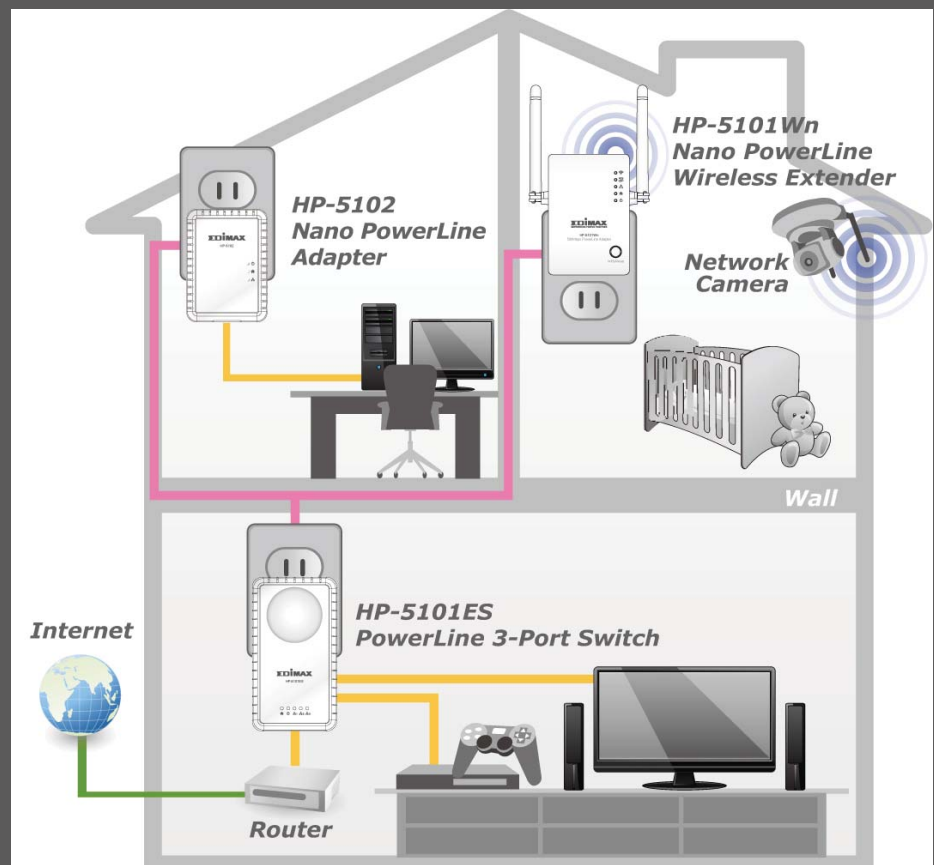 HP-5101Wn
Nano PowerLine
Wireless Extender
HP-5102
Nano PowerLine
Adapter
EDIMAX
EDIMAX
Network
Camera
Wall
HP-5101ES
PowerLine 3-Port Switch
Internet
EDIMAX
Router